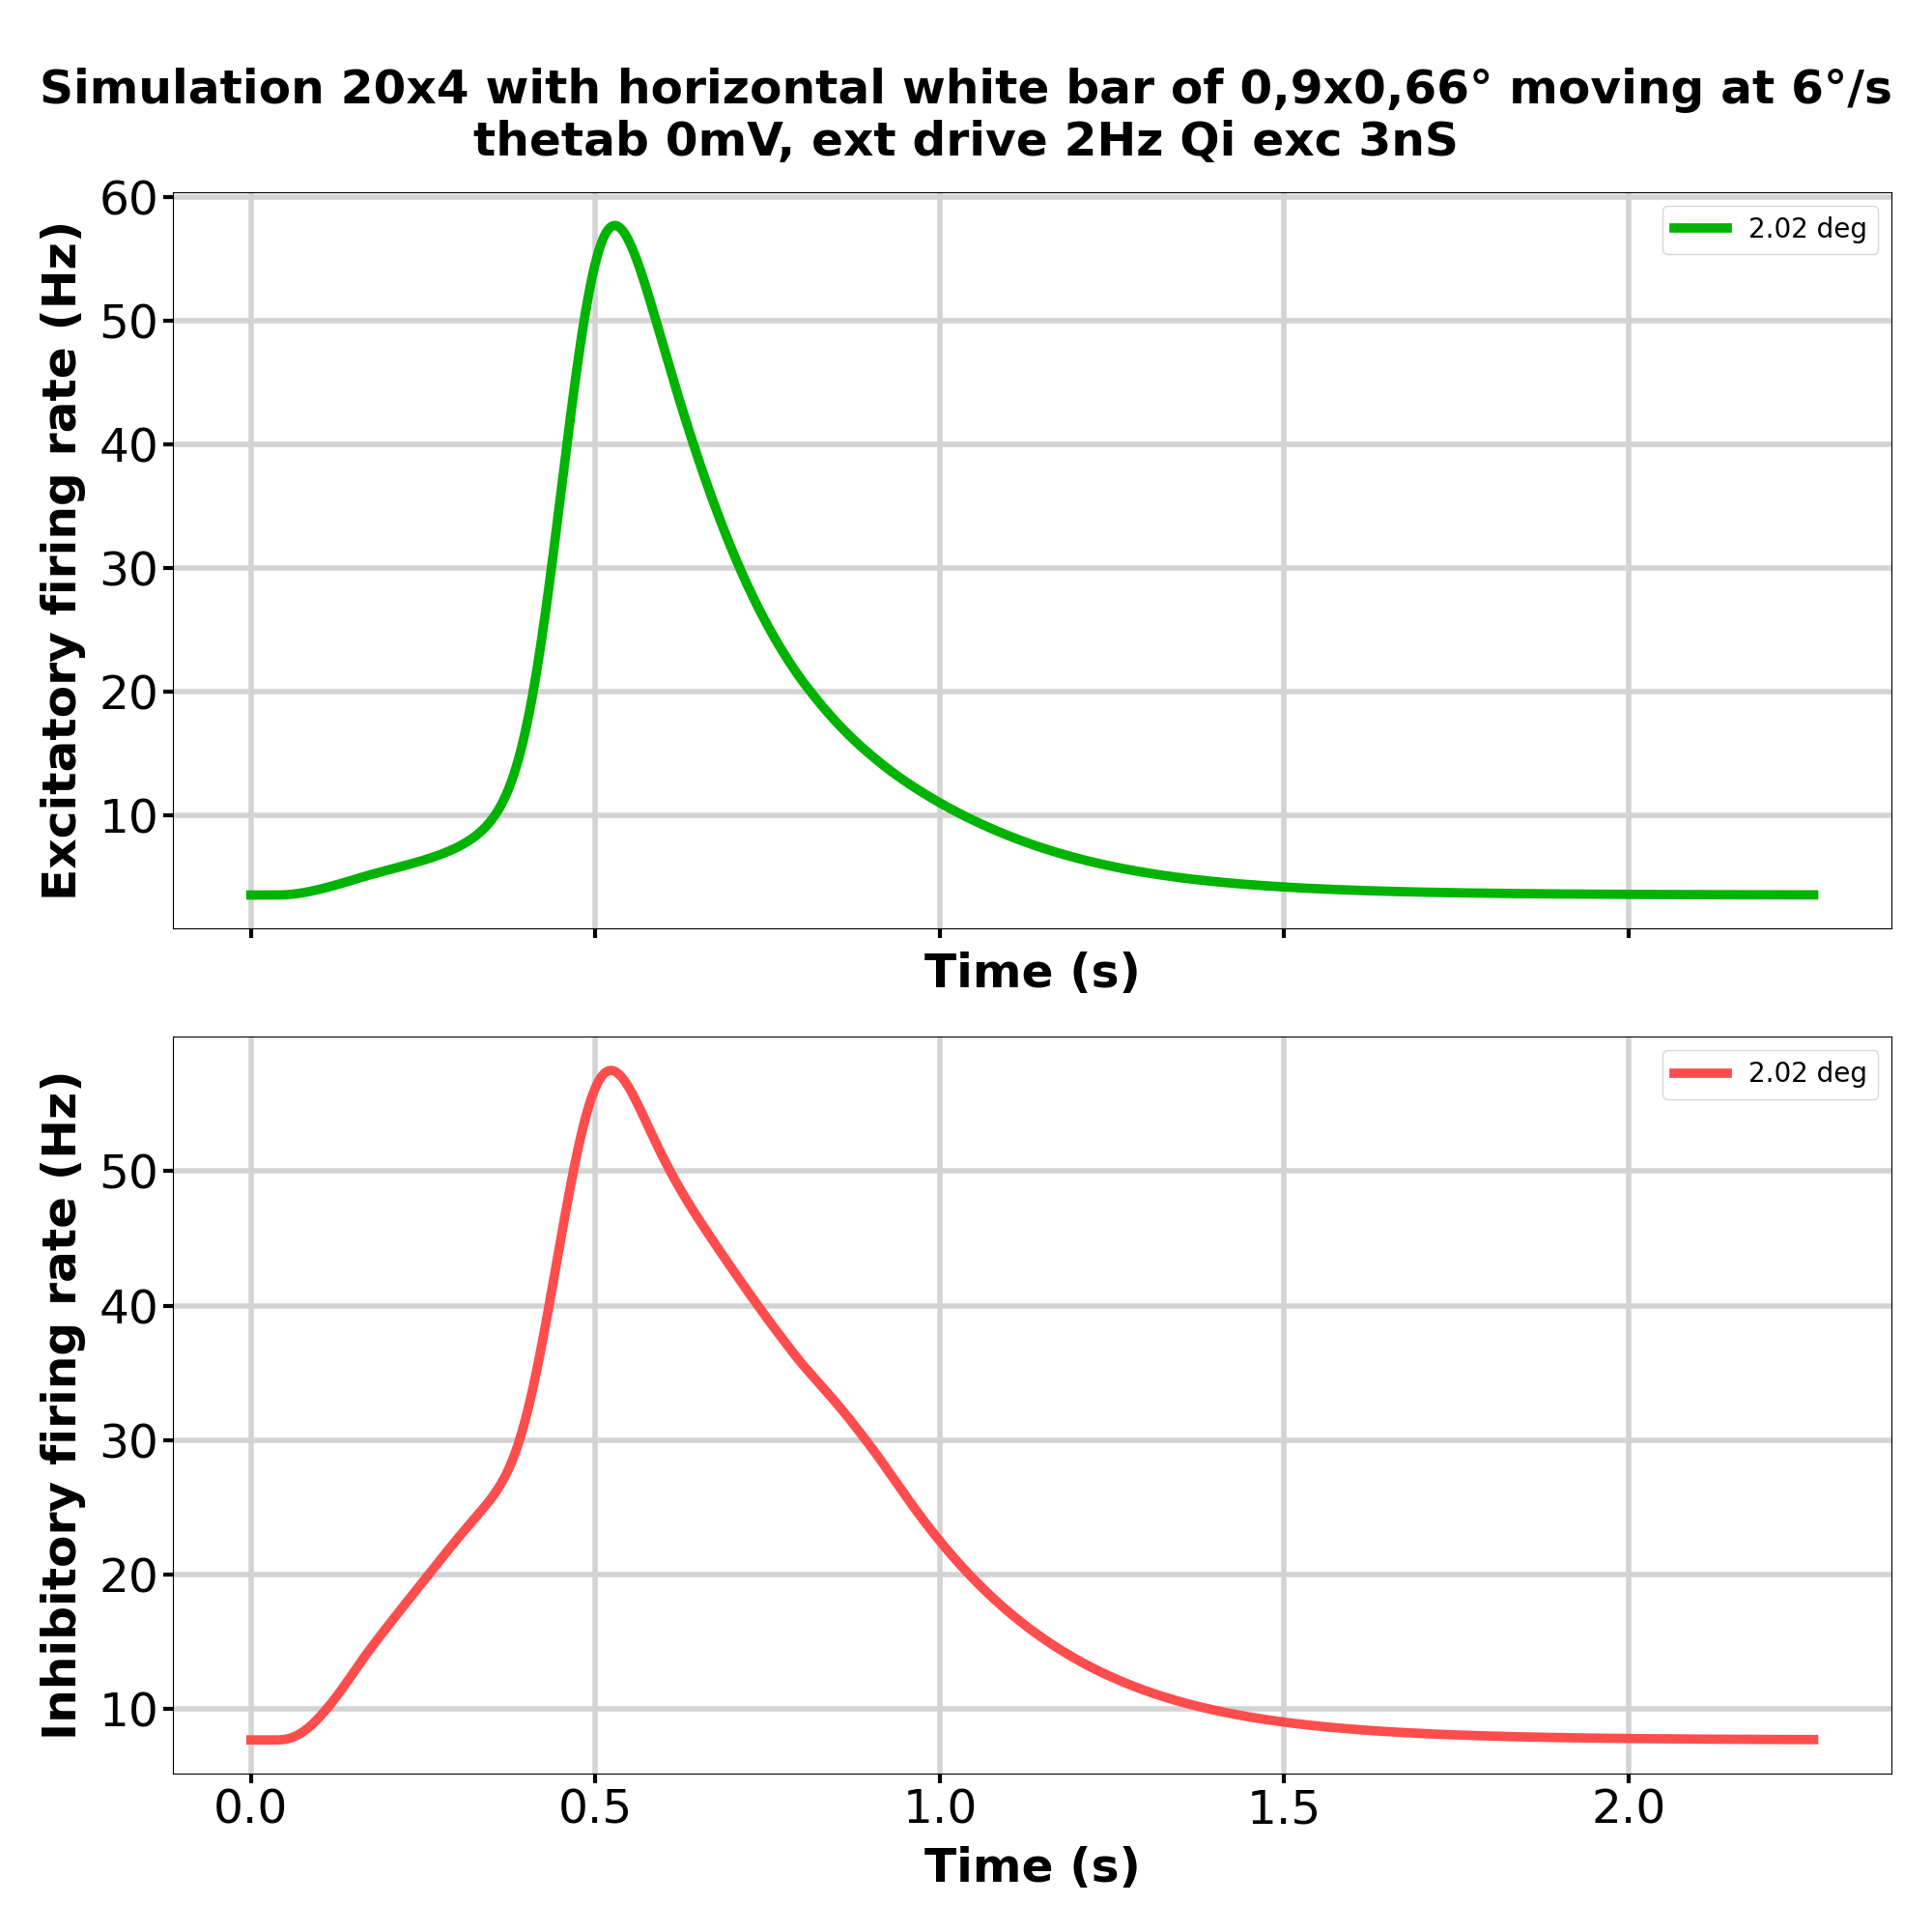 Simulation 20x4 with horizontal white bar of 0,9x0,66° moving at 6°/s
thetab 0mV, ext drive 2Hz Qi exc 3nS
60
50
40
30
20
10
Excitatory firing rate (Hz)
2.02 deg
Time (s)
50
40
30
20
10
Inhibitory firing rate (Hz)
2.02 deg
0.0 0.5 1.0 1.5 2.0
Time (s)